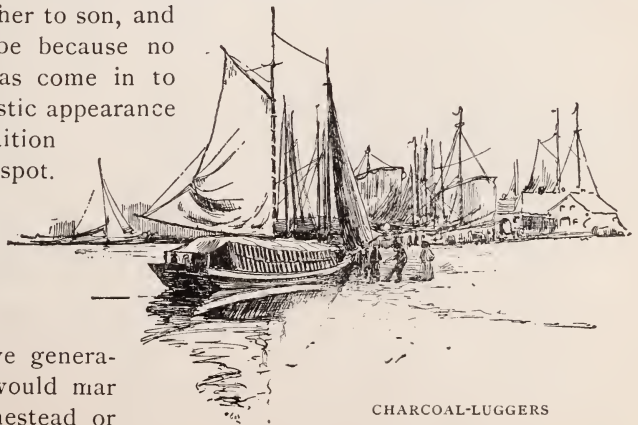 her to son, and
be because no
as come in to
stic appearance
ition
spot.
ve genera-
would mar
nestead or
CHARCOAL-LUGGERS